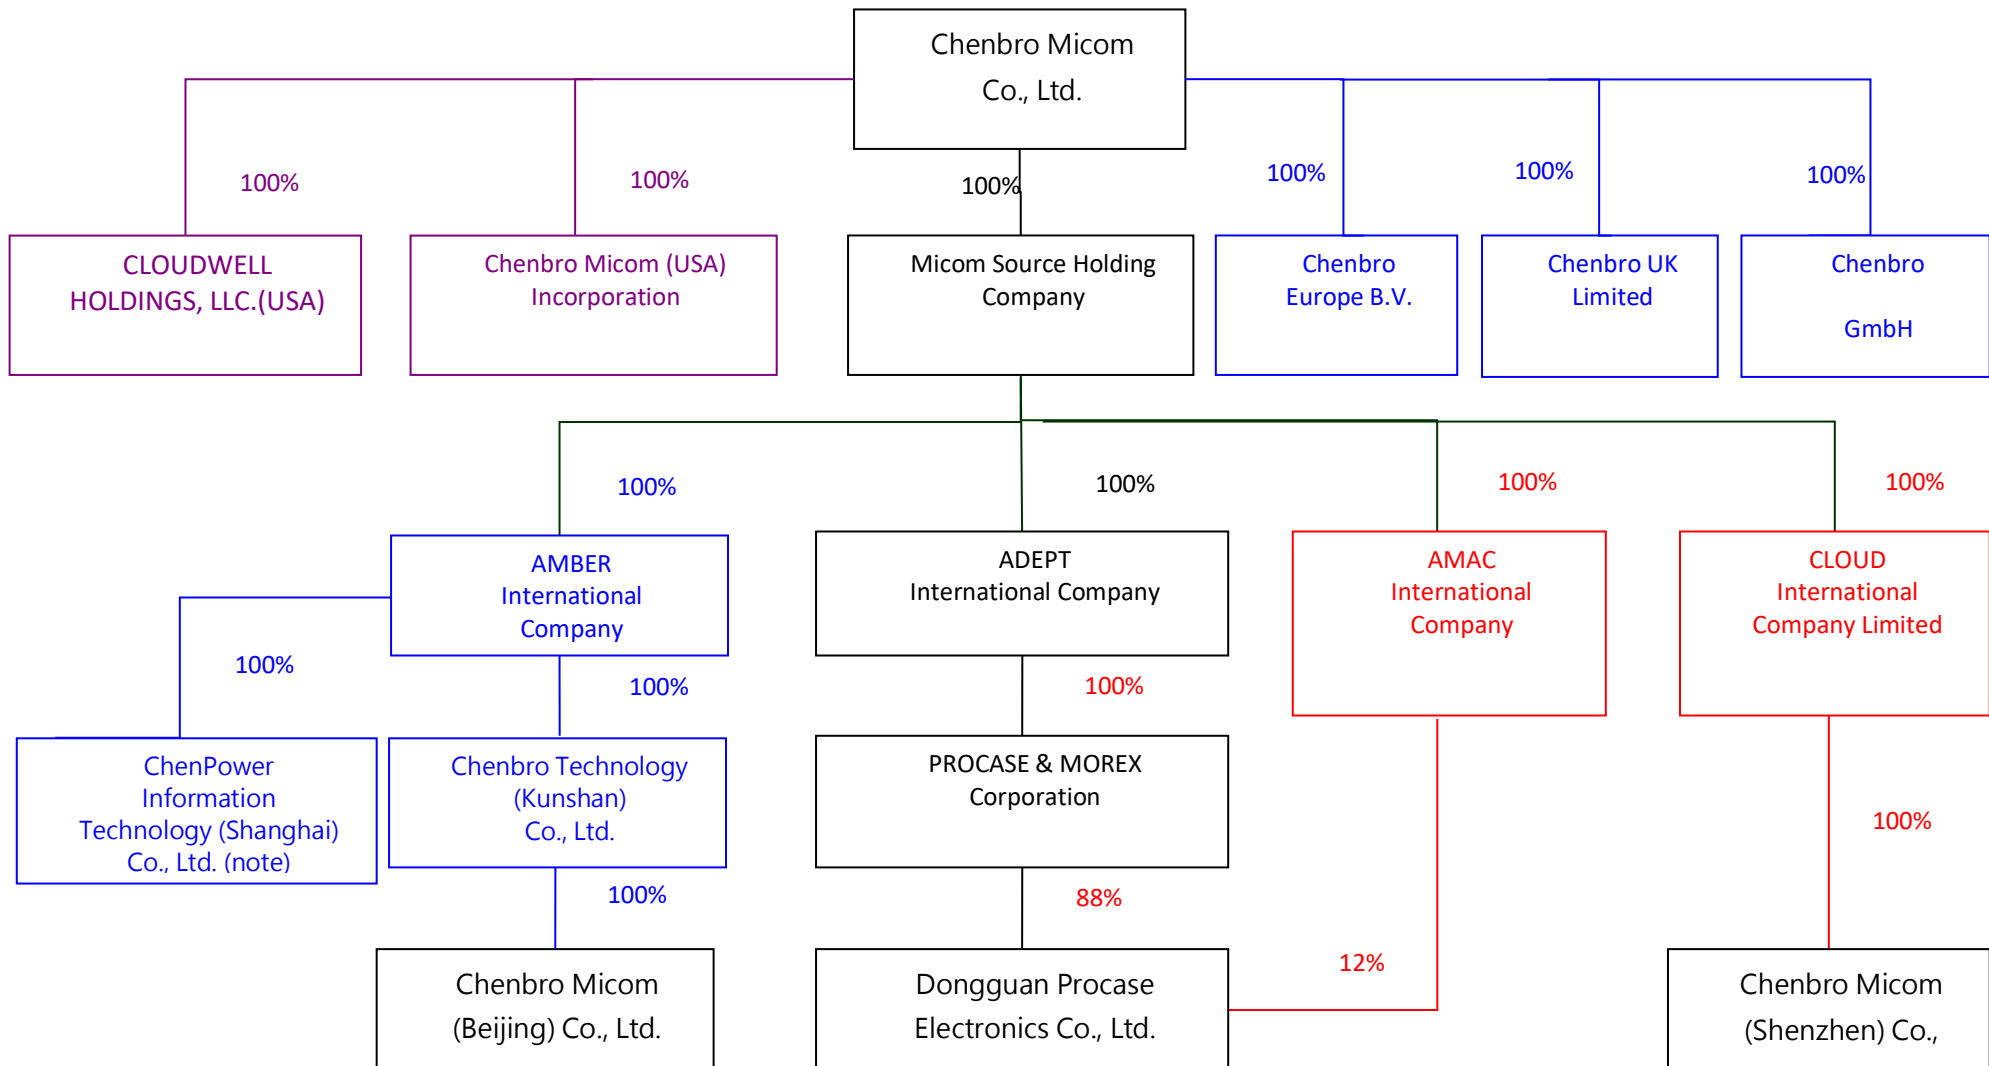 Chenbro Micom
Co., Ltd.
100%
100%
100%
100%
100%
100%
CLOUDWELL
HOLDINGS, LLC.(USA)
Chenbro Micom (USA)
Incorporation
Micom Source Holding
Company
Chenbro
Europe B.V.
Chenbro UK
Limited
Chenbro
GmbH
100%
100%
100%
100%
AMBER
International
Company
ADEPT
International Company
AMAC
International
Company
CLOUD
International
Company Limited
100%
100%
100%
100%
ChenPower
Information
Technology (Shanghai)
Co., Ltd. (note)
Chenbro Technology
(Kunshan)
Co., Ltd.
PROCASE & MOREX
Corporation
100%
88%
12%
Chenbro Micom
(Beijing) Co., Ltd.
Dongguan Procase
Electronics Co., Ltd.
Chenbro Micom
(Shenzhen) Co.,